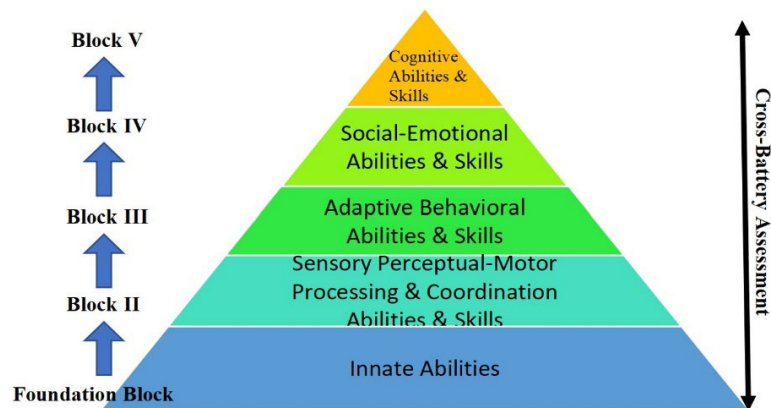 Block V
Block IV
Block III
Block II
Foundation Block
Cognitive
Abilities &
Skills
Social-Emotional
Abilities & Skills
Adaptive Behavioral
Abilities & Skills
Sensory Perceptual-Motor
Processing & Coordination
Abilities & Skills
Innate Abilities
Cross-Battery Assessment